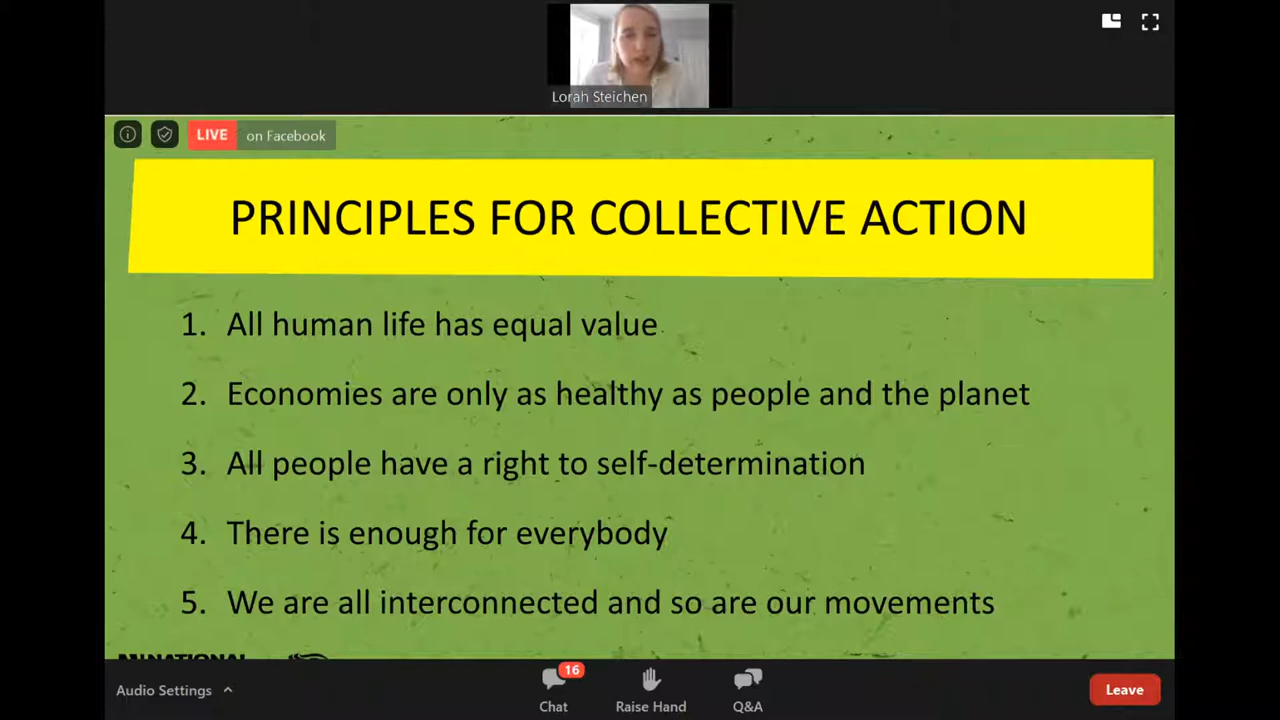 Lorah Steichen
LIVE on Facebook
PRINCIPLES FOR COLLECTIVE ACTION
1. All human life has equal value
2. Economies are only as healthy as people and the planet
3. All people have a right to self-determination
4. There is enough for everybody
5. We are all interconnected and so are our movements
NATIONAL
16
Audio Settings
Chat
Raise Hand
Q&A
Leave